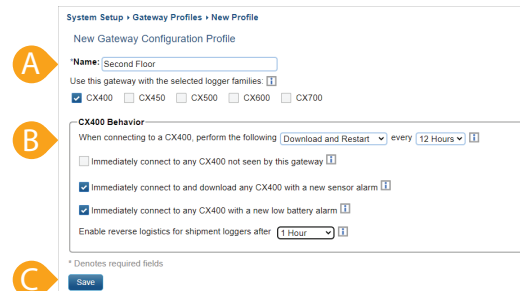 System Setup › Gateway Profiles › New Profile
New Gateway Configuration Profile
A
*Name: Second Floor
Use this gateway with the selected logger families: i
CX400 CX450 CX500 CX600 CX700
B
CX400 Behavior
When connecting to a CX400, perform the following Download and Restart every 12 Hours i
Immediately connect to any CX400 not seen by this gateway i
Immediately connect to and download any CX400 with a new sensor alarm i
Immediately connect to any CX400 with a new low battery alarm i
Enable reverse logistics for shipment loggers after 1 Hour i
* Denotes required fields
C
Save